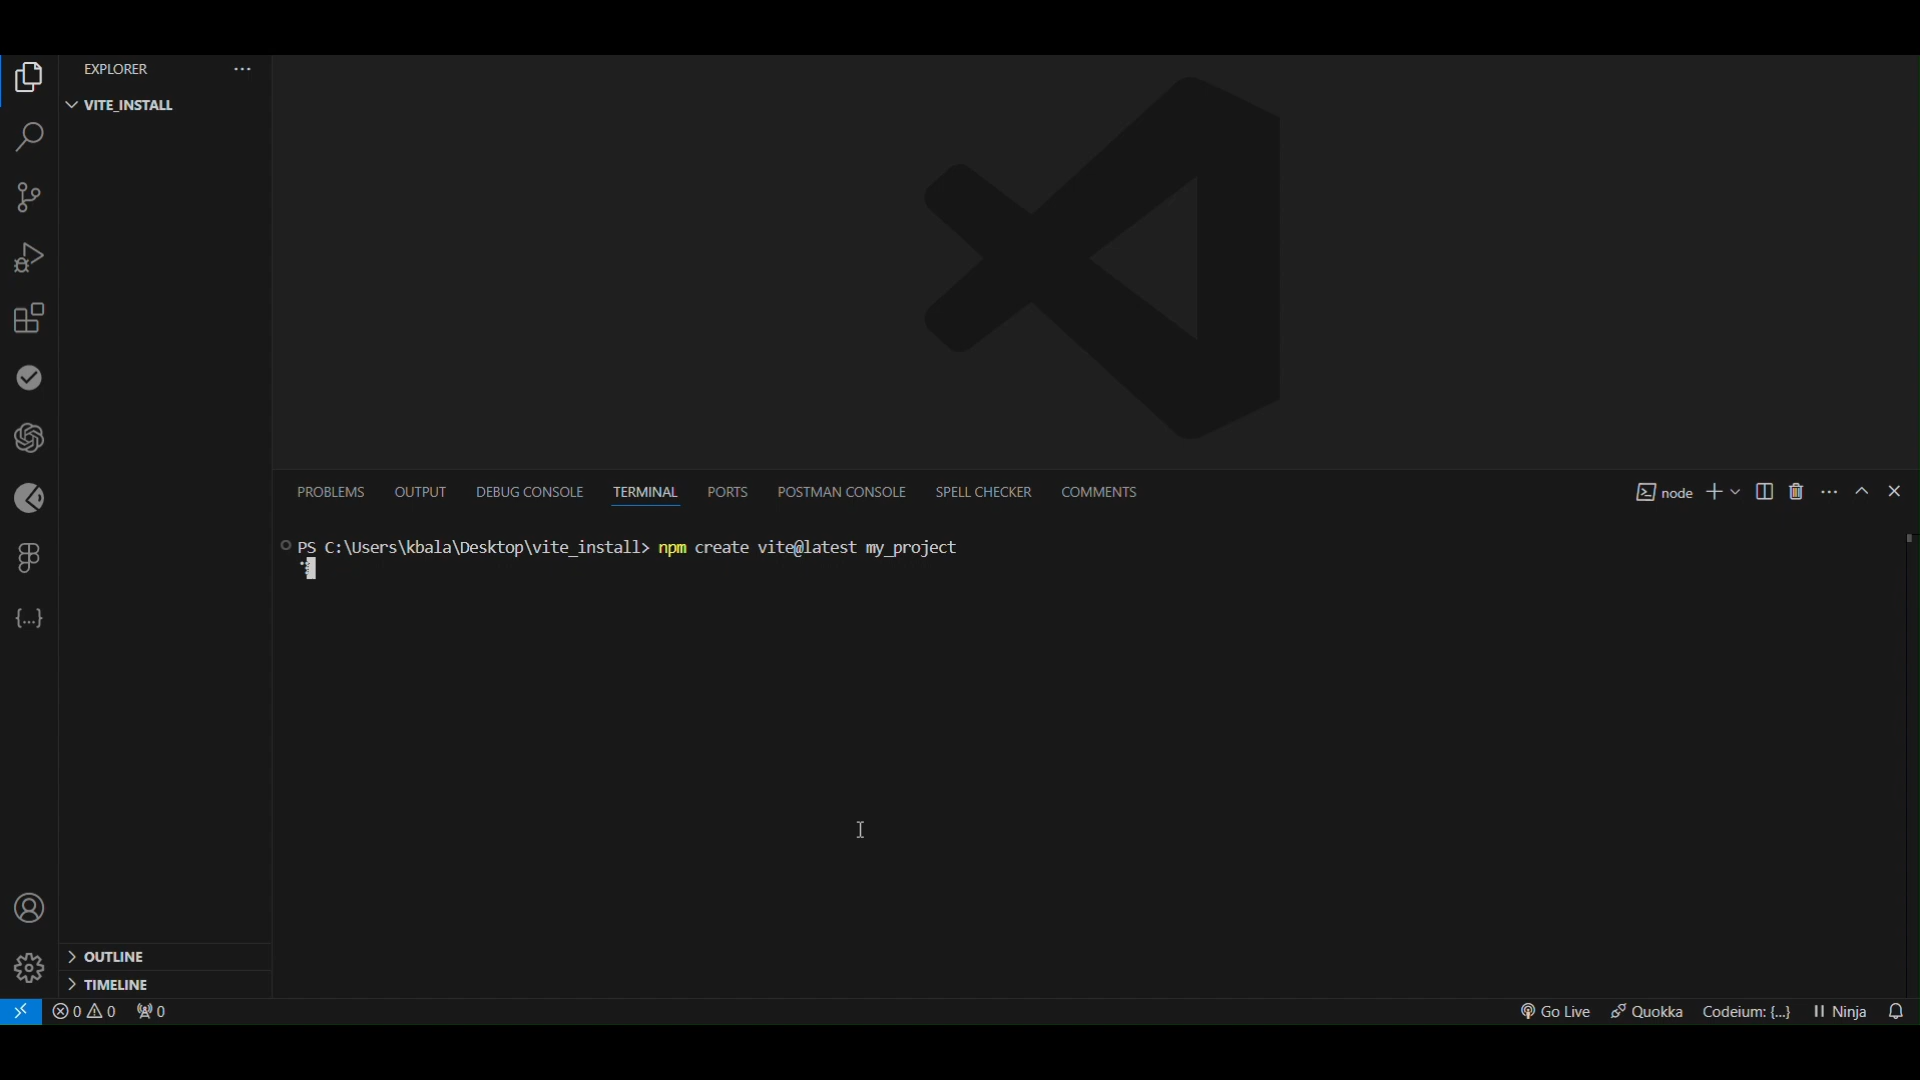 EXPLORER
VITE_INSTALL
PROBLEMS OUTPUT DEBUG CONSOLE TERMINAL PORTS POSTMAN CONSOLE SPELL CHECKER COMMENTS
node
PS C:\Users\kbala\Desktop\vite_install> npm create vite@latest my_project
OUTLINE
TIMELINE
0 0 0
Go Live Quokka Codeium: {...} Ninja